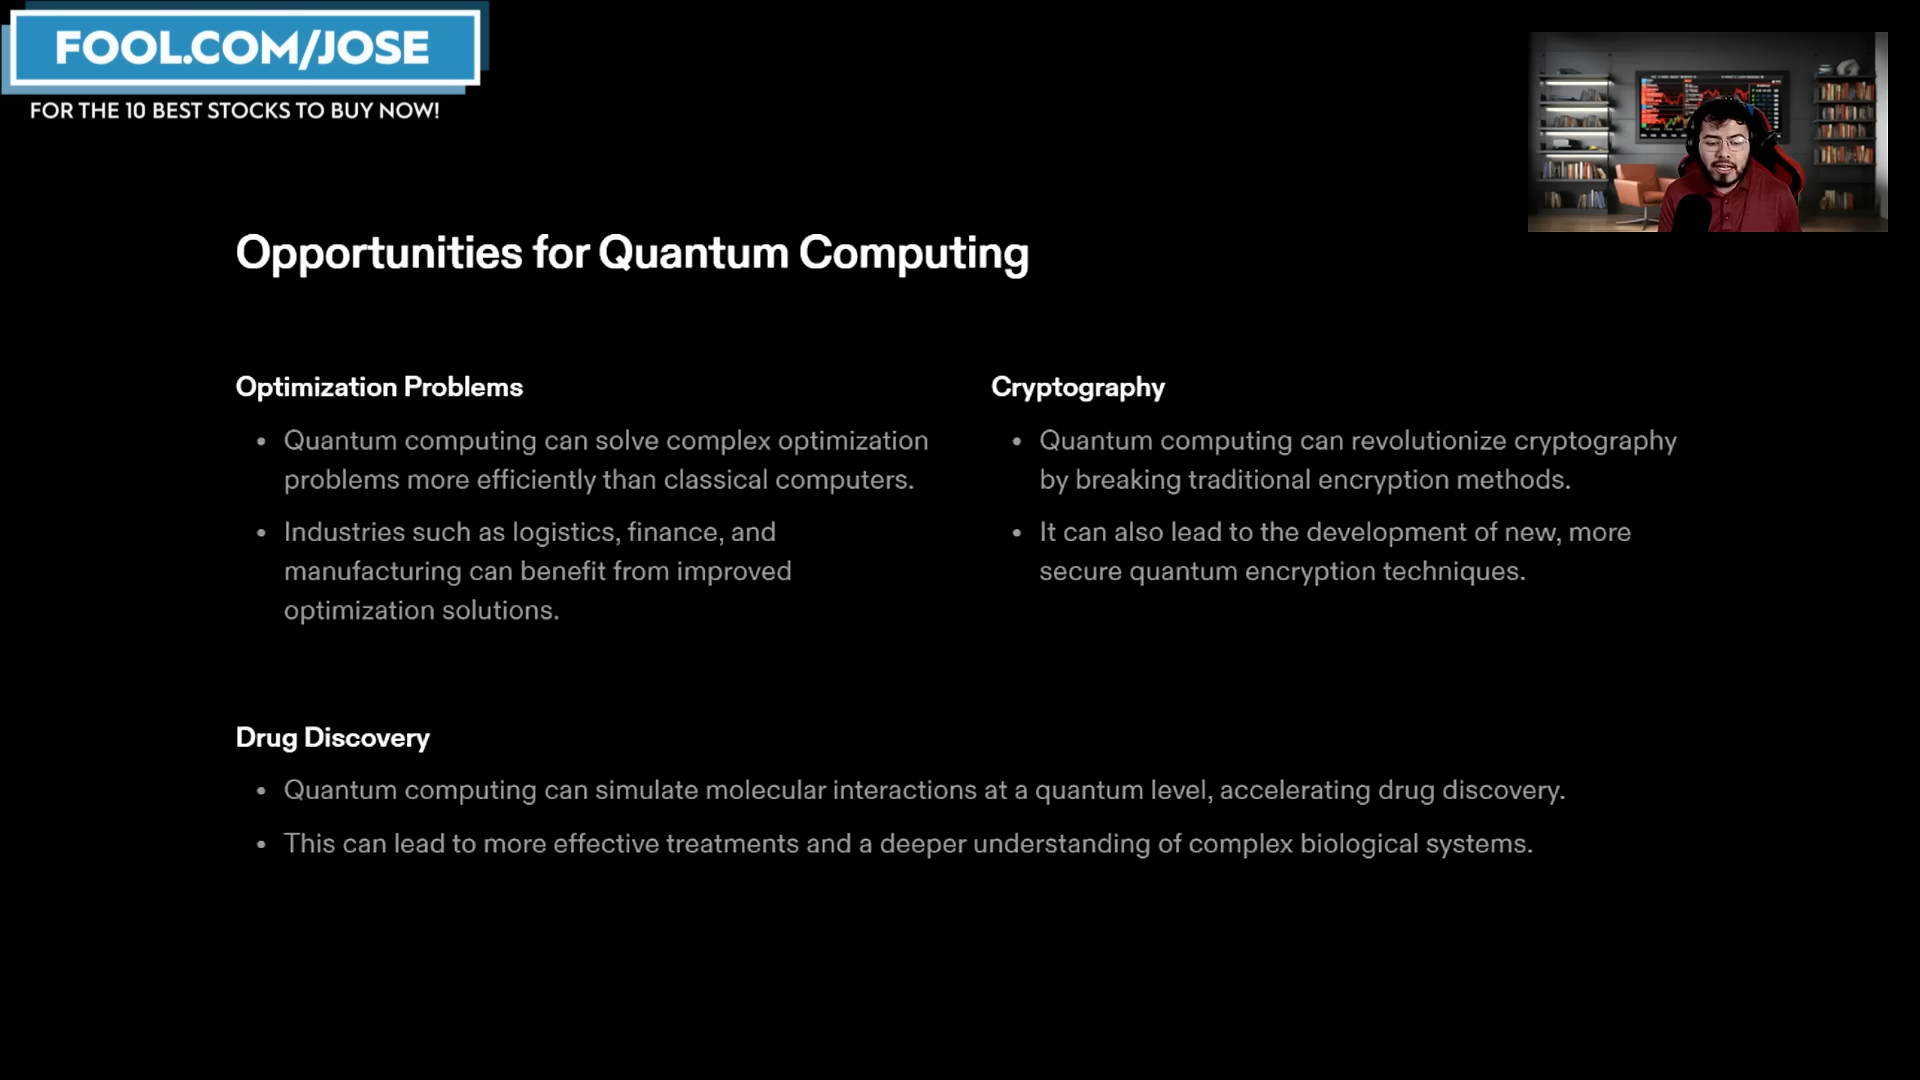 FOOL.COM/JOSE
FOR THE 10 BEST STOCKS TO BUY NOW!
Opportunities for Quantum Computing
Optimization Problems
• Quantum computing can solve complex optimization
problems more efficiently than classical computers.
• Industries such as logistics, finance, and
manufacturing can benefit from improved
optimization solutions.
Cryptography
• Quantum computing can revolutionize cryptography
by breaking traditional encryption methods.
• It can also lead to the development of new, more
secure quantum encryption techniques.
Drug Discovery
• Quantum computing can simulate molecular interactions at a quantum level, accelerating drug discovery.
• This can lead to more effective treatments and a deeper understanding of complex biological systems.